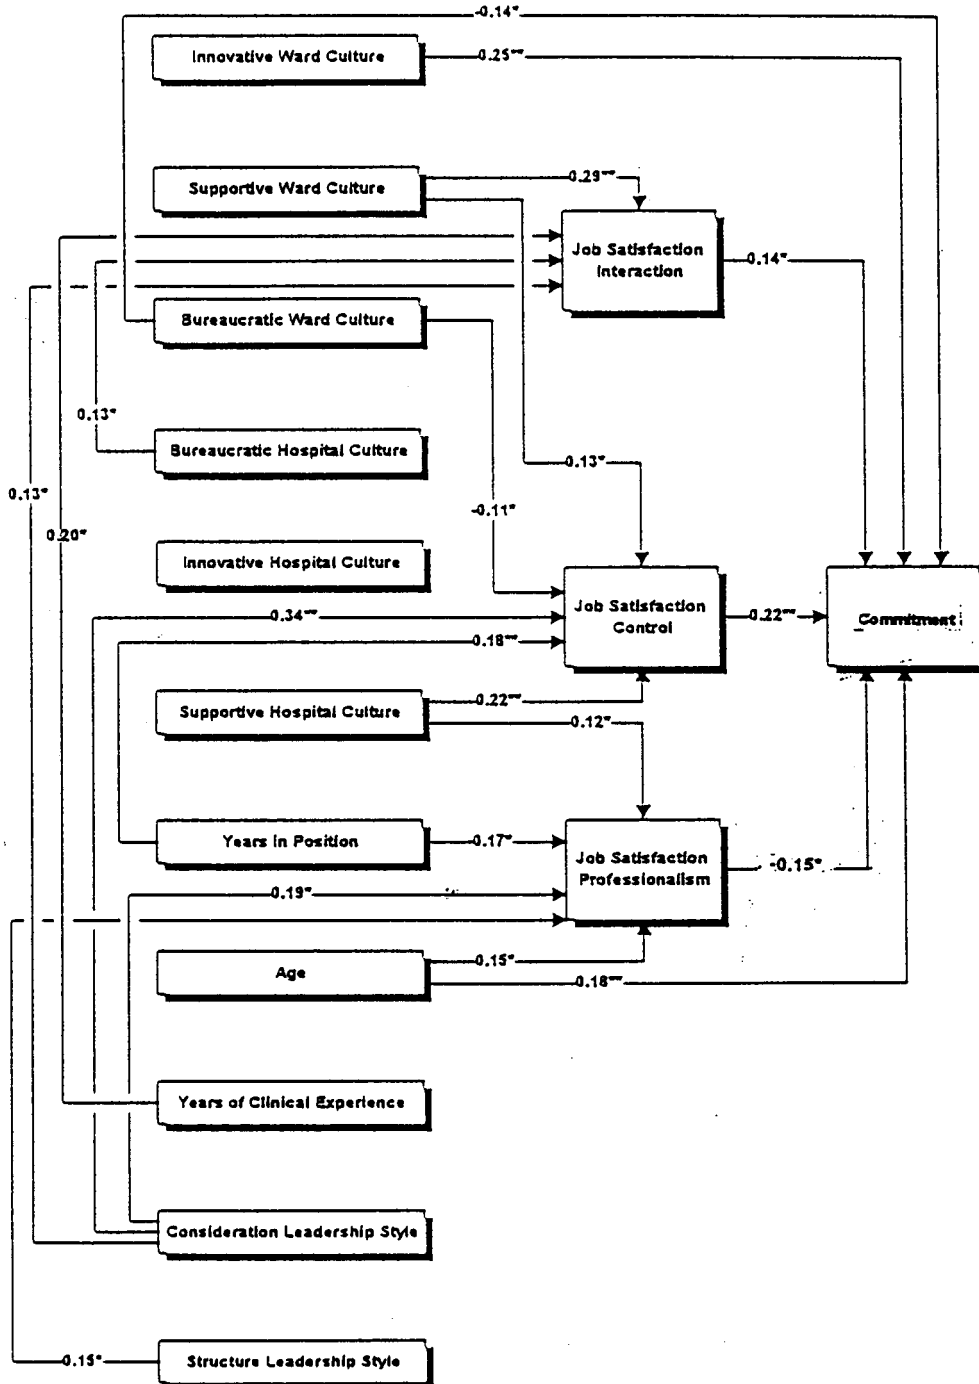 -0.14"
Innovative Ward Culture
0.25""
Supportive Ward Culture
0.29""
Job Satisfaction
Interaction
0.14"
Bureaucratic Ward Culture
0.13"
Bureaucratic Hospital Culture
0.13"
0.13"
-0.11"
0.20"
Innovative Hospital Culture
0.34""
Job Satisfaction
Control
0.22""
Commitment
0.18""
Supportive Hospital Culture
0.22""
0.12"
Years in Position
0.17"
Job Satisfaction
Professionalism
-0.15"
0.19"
Age
0.15"
0.18""
Years of Clinical Experience
Consideration Leadership Style
0.15"
Structure Leadership Style